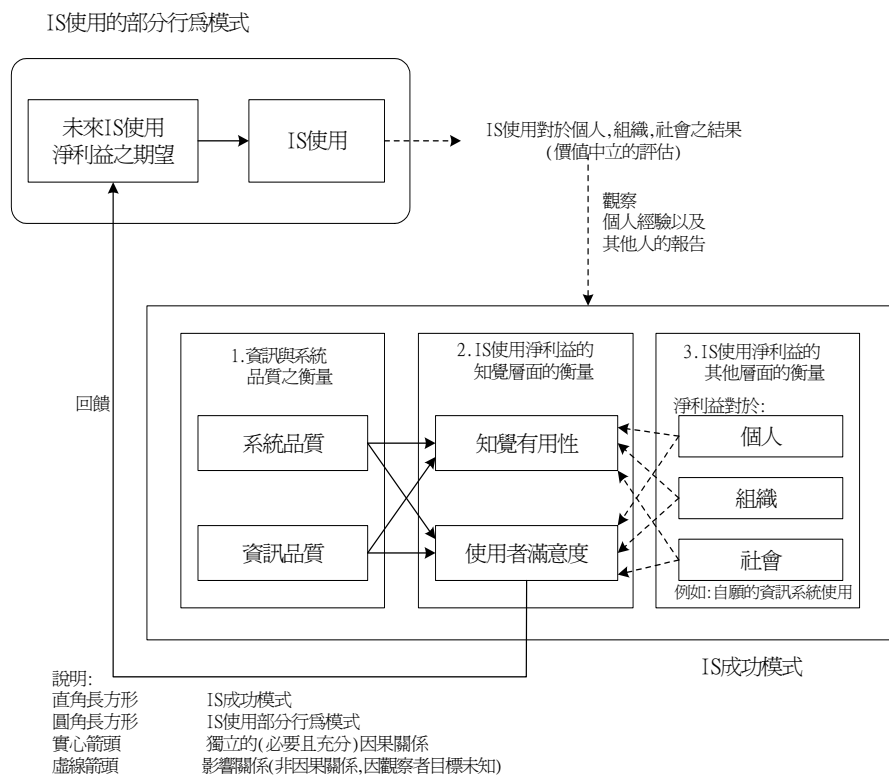 IS使用的部分行爲模式
未來IS使用
淨利益之期望
IS使用
IS使用對於個人,組織,社會之結果
(價值中立的評估)
觀察
個人經驗以及
其他人的報告
1.資訊與系統
品質之衡量
2.IS使用淨利益的
知覺層面的衡量
3.IS使用淨利益的
其他層面的衡量
回饋
淨利益對於:
系統品質
知覺有用性
個人
組織
資訊品質
使用者滿意度
社會
例如:自願的資訊系統使用
IS成功模式
說明:
直角長方形 IS成功模式
圓角長方形 IS使用部分行爲模式
實心箭頭 獨立的(必要且充分)因果關係
虛線箭頭 影響關係(非因果關係,因觀察者目標未知)